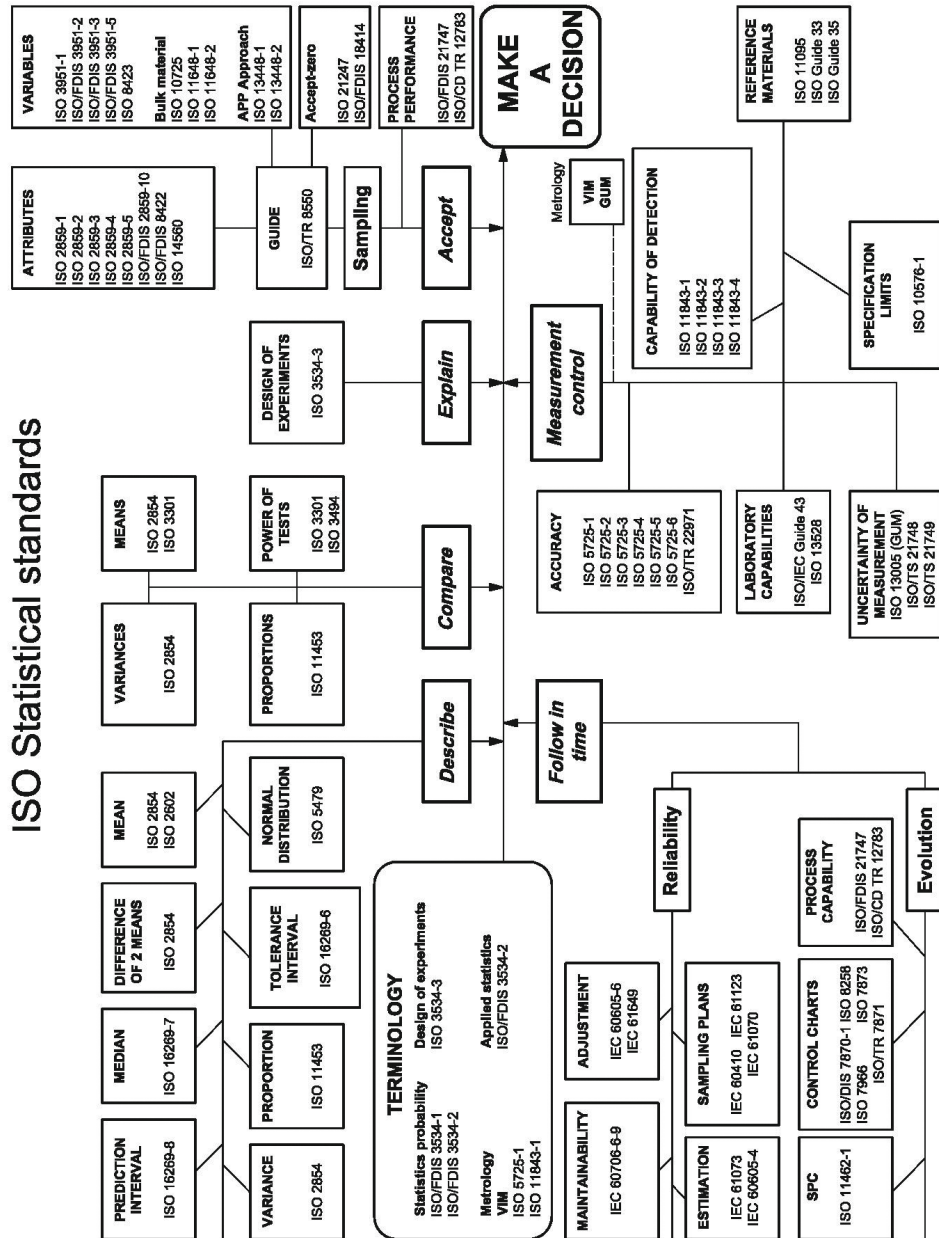 ISO Statistical standards
PREDICTION
INTERVAL
ISO 16269-8
MEDIAN
ISO 16269-7
DIFFERENCE
OF 2 MEANS
ISO 2854
MEAN
ISO 2854
ISO 2602
VARIANCES
ISO 2854
MEANS
ISO 2854
ISO 3301
ATTRIBUTES
ISO 2859-1
ISO 2859-2
ISO 2859-3
ISO 2859-4
ISO 2859-5
ISO/FDIS 2859-10
ISO/FDIS 8422
ISO 14560
VARIABLES
ISO 3951-1
ISO/FDIS 3951-2
ISO/FDIS 3951-3
ISO/FDIS 3951-5
ISO 8423
Bulk material
ISO 10725
ISO 11648-1
ISO 11648-2
APP Approach
ISO 13448-1
ISO 13448-2
VARIANCE
ISO 2854
PROPORTION
ISO 11453
TOLERANCE
INTERVAL
ISO 16269-6
NORMAL
DISTRIBUTION
ISO 5479
PROPORTIONS
ISO 11453
POWER OF
TESTS
ISO 3301
ISO 3494
DESIGN OF
EXPERIMENTS
ISO 3534-3
GUIDE
ISO/TR 8550
Accept-zero
ISO 21247
ISO/FDIS 18414
Sampling
PROCESS
PERFORMANCE
ISO/FDIS 21747
ISO/CD TR 12783
TERMINOLOGY
Statistics probability
ISO/FDIS 3534-1
ISO/FDIS 3534-2
Design of experiments
ISO 3534-3
Metrology
VIM
ISO 5725-1
ISO 11843-1
Applied statistics
ISO/FDIS 3534-2
Describe
Compare
Explain
Accept
MAKE
A
DECISION
Follow in
time
Measurement
control
Metrology
VIM
GUM
MAINTAINABILITY
IEC 60706-6-9
ADJUSTMENT
IEC 60605-6
IEC 61649
Reliability
ACCURACY
ISO 5725-1
ISO 5725-2
ISO 5725-3
ISO 5725-4
ISO 5725-5
ISO 5725-6
ISO/TR 22971
CAPABILITY OF DETECTION
ISO 11843-1
ISO 11843-2
ISO 11843-3
ISO 11843-4
ESTIMATION
IEC 61073
IEC 60605-4
SAMPLING PLANS
IEC 60410 IEC 61123
IEC 61070
LABORATORY
CAPABILITIES
ISO/IEC Guide 43
ISO 13528
REFERENCE
MATERIALS
ISO 11095
ISO Guide 33
ISO Guide 35
SPC
ISO 11462-1
CONTROL CHARTS
ISO/DIS 7870-1 ISO 8258
ISO 7966 ISO 7873
ISO/TR 7871
PROCESS
CAPABILITY
ISO/FDIS 21747
ISO/CD TR 12783
Evolution
UNCERTAINTY OF
MEASUREMENT
ISO 13005 (GUM)
ISO/TS 21748
ISO/TS 21749
SPECIFICATION
LIMITS
ISO 10576-1